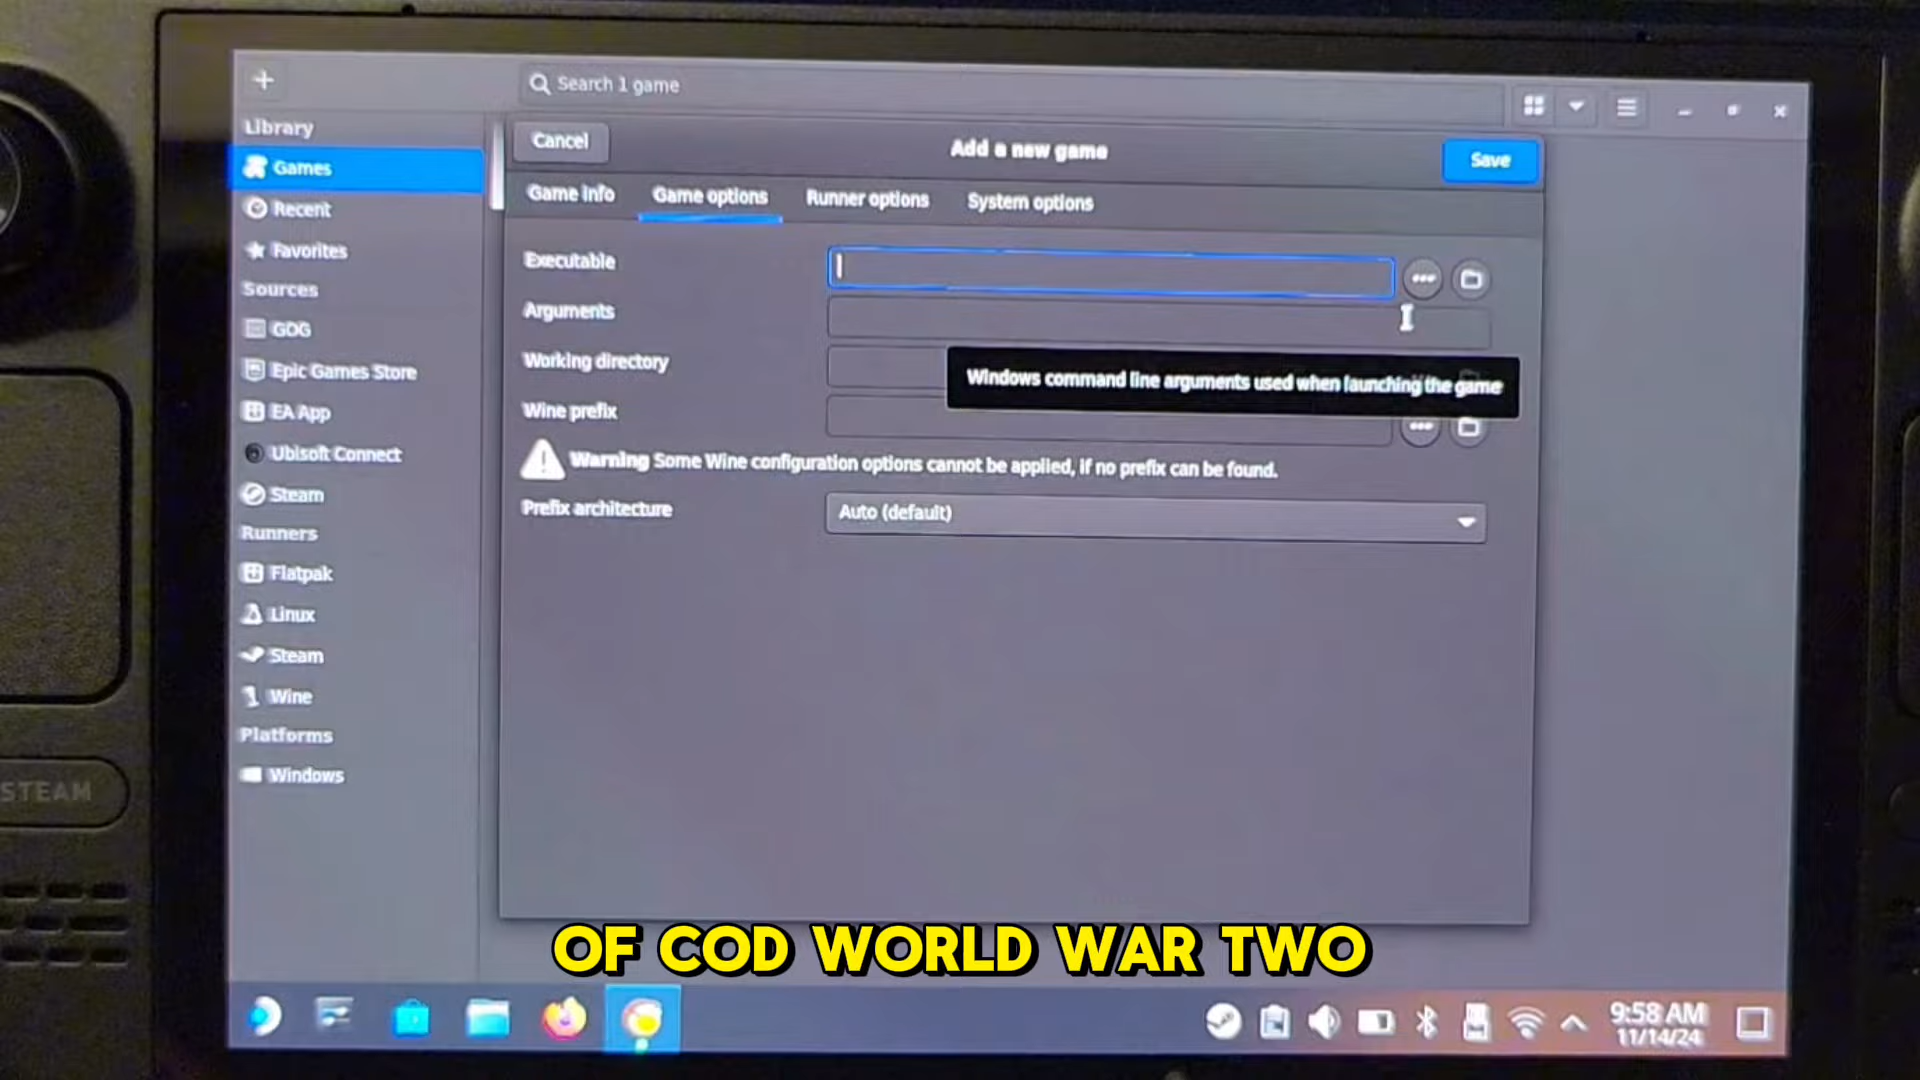 Search 1 game
Library
Games
Recent
Favorites
Sources
GOG
Epic Games Store
EA App
Ubisoft Connect
Steam
Runners
Flatpak
Linux
Steam
Wine
Platforms
Windows
Cancel
Add a new game
Save
Game info
Game options
Runner options
System options
Executable
Arguments
Working directory
Windows command line arguments used when launching the game
Wine prefix
Warning Some Wine configuration options cannot be applied, if no prefix can be found.
Prefix architecture
Auto (default)
STEAM
OF COD WORLD WAR TWO
9:58 AM
11/14/24